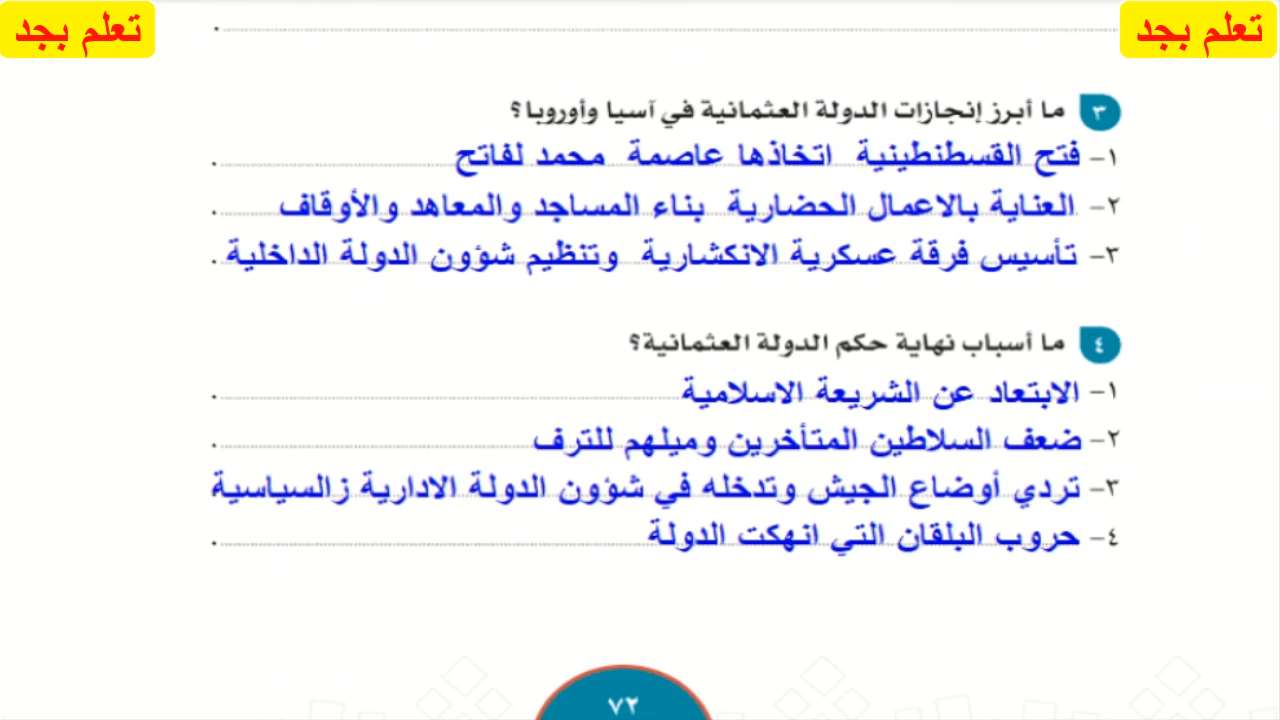 تعلم بجد
تعلم بجد
٣ ما أبرز إنجازات الدولة العثمانية في آسيا وأوروبا؟
١- فتح القسطنطينية اتخاذها عاصمة محمد لفاتح.
٢- العناية بالاعمال الحضارية بناء المساجد والمعاهد والأوقاف.
٣- تأسيس فرقة عسكرية الانكشارية وتنظيم شؤون الدولة الداخلية.
٤ ما أسباب نهاية حكم الدولة العثمانية؟
١- الابتعاد عن الشريعة الاسلامية.
٢- ضعف السلاطين المتأخرين وميلهم للترف.
٣- تردي أوضاع الجيش وتدخله في شؤون الدولة الادارية زالسياسية
٤- حروب البلقان التي انهكت الدولة.
٧٢